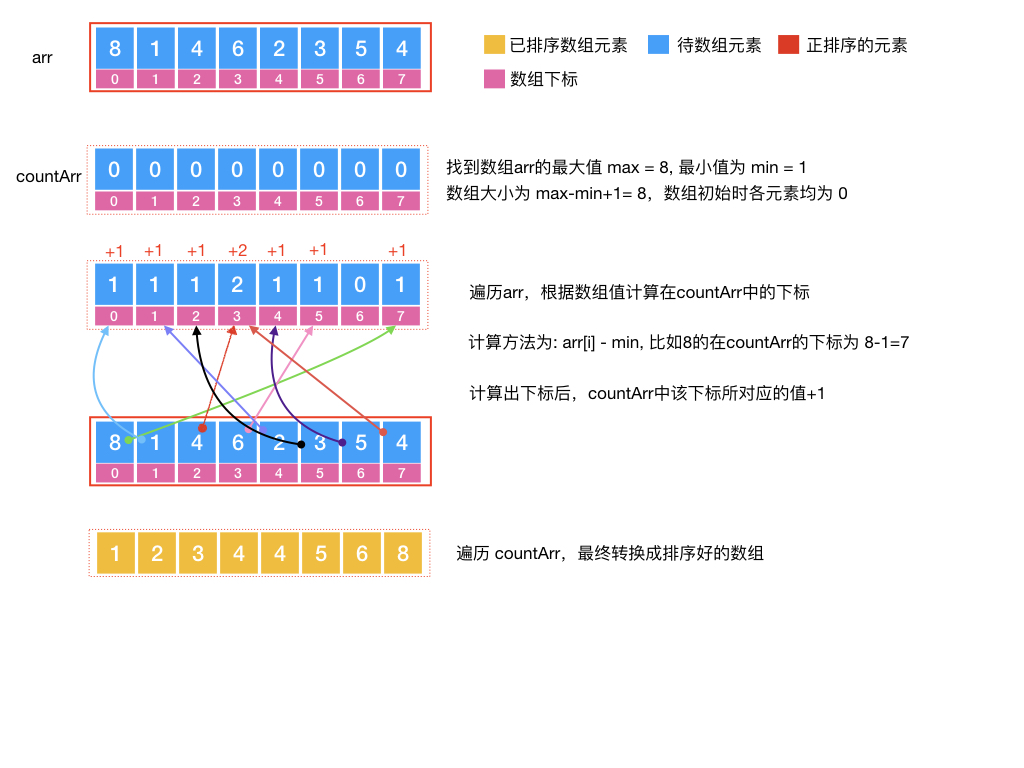 arr
8 1 4 6 2 3 5 4
0 1 2 3 4 5 6 7
已排序数组元素 待数组元素 正排序的元素
数组下标
countArr
0 0 0 0 0 0 0 0
0 1 2 3 4 5 6 7
找到数组arr的最大值 max = 8, 最小值为 min = 1
数组大小为 max-min+1= 8，数组初始时各元素均为 0
+1 +1 +1 +2 +1 +1 +1
1 1 1 2 1 1 0 1
0 1 2 3 4 5 6 7
遍历arr，根据数组值计算在countArr中的下标
计算方法为: arr[i] - min, 比如8的在countArr的下标为 8-1=7
计算出下标后，countArr中该下标所对应的值+1
8 1 4 6 2 3 5 4
0 1 2 3 4 5 6 7
1 2 3 4 4 5 6 8
遍历 countArr，最终转换成排序好的数组